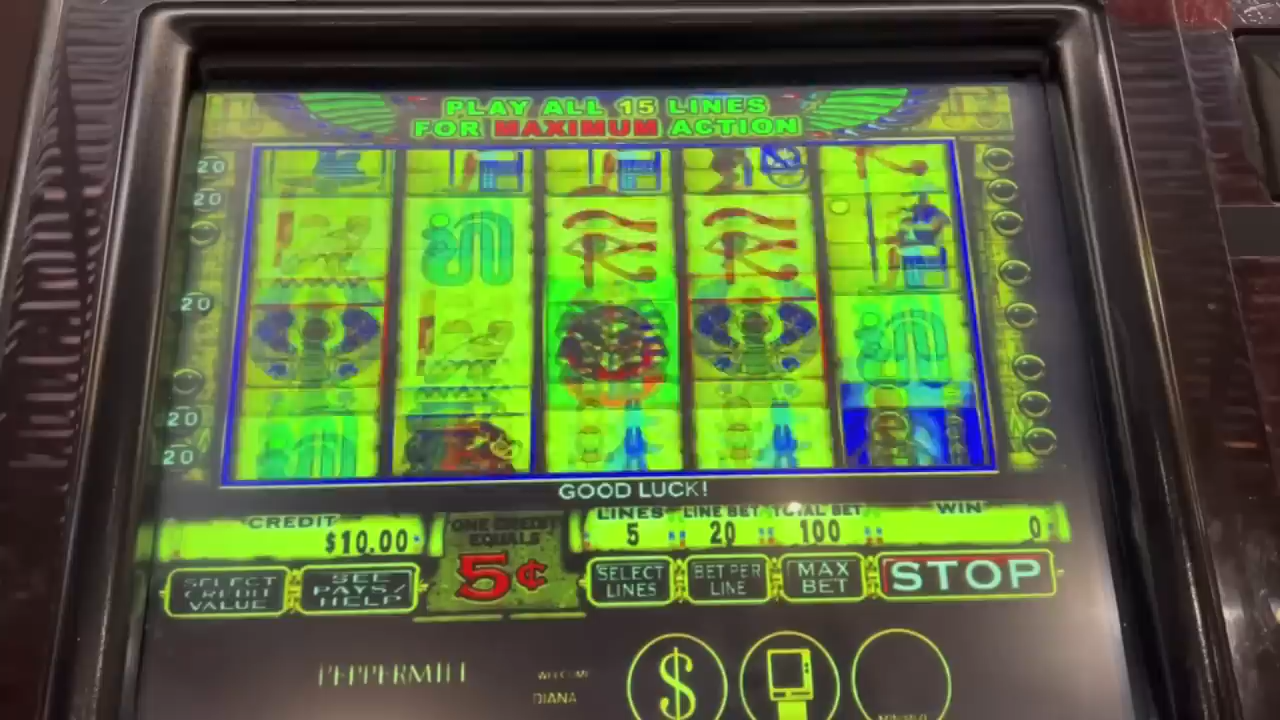 PLAY ALL 15 LINES
FOR MAXIMUM ACTION
20
20
20
20
20
GOOD LUCK!
CREDIT
$10.00
ONE CREDIT
EQUALS
5¢
LINES LINE BET TOTAL BET WIN
5 20 100 0
SELECT
CREDIT
VALUE
SEE
PAYS/
HELP
SELECT
LINES
BET PER
LINE
MAX
BET
STOP
PEPPERMILL
WELCOME
DIANA
$